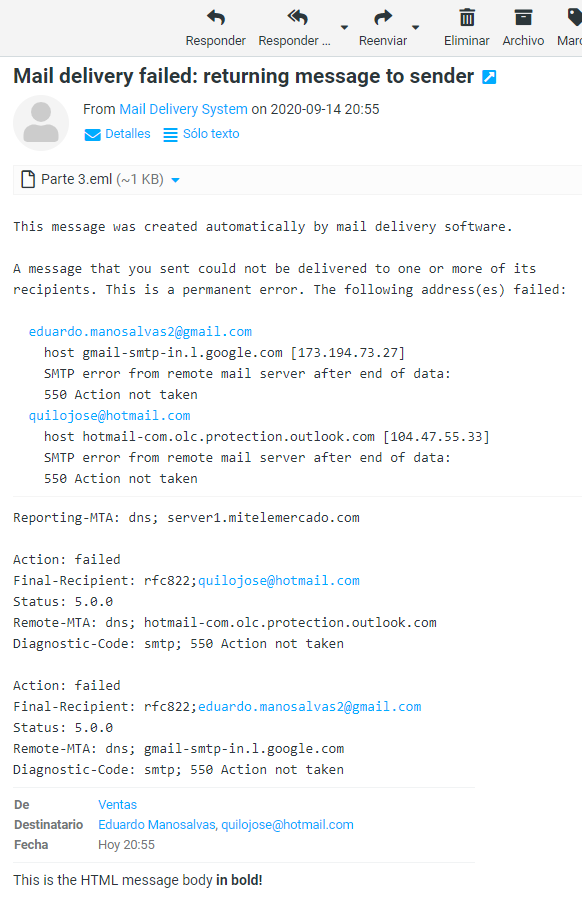 Responder
Responder ...
Reenviar
Eliminar
Archivo
Marc
Mail delivery failed: returning message to sender
From Mail Delivery System on 2020-09-14 20:55
Detalles
Sólo texto
Parte 3.eml (~1 KB)
This message was created automatically by mail delivery software.
A message that you sent could not be delivered to one or more of its
recipients. This is a permanent error. The following address(es) failed:
eduardo.manosalvas2@gmail.com
host gmail-smtp-in.l.google.com [173.194.73.27]
SMTP error from remote mail server after end of data:
550 Action not taken
quilojose@hotmail.com
host hotmail-com.olc.protection.outlook.com [104.47.55.33]
SMTP error from remote mail server after end of data:
550 Action not taken
Reporting-MTA: dns; server1.mitelemercado.com
Action: failed
Final-Recipient: rfc822;quilojose@hotmail.com
Status: 5.0.0
Remote-MTA: dns; hotmail-com.olc.protection.outlook.com
Diagnostic-Code: smtp; 550 Action not taken
Action: failed
Final-Recipient: rfc822;eduardo.manosalvas2@gmail.com
Status: 5.0.0
Remote-MTA: dns; gmail-smtp-in.l.google.com
Diagnostic-Code: smtp; 550 Action not taken
De Ventas
Destinatario Eduardo Manosalvas, quilojose@hotmail.com
Fecha Hoy 20:55
This is the HTML message body in bold!